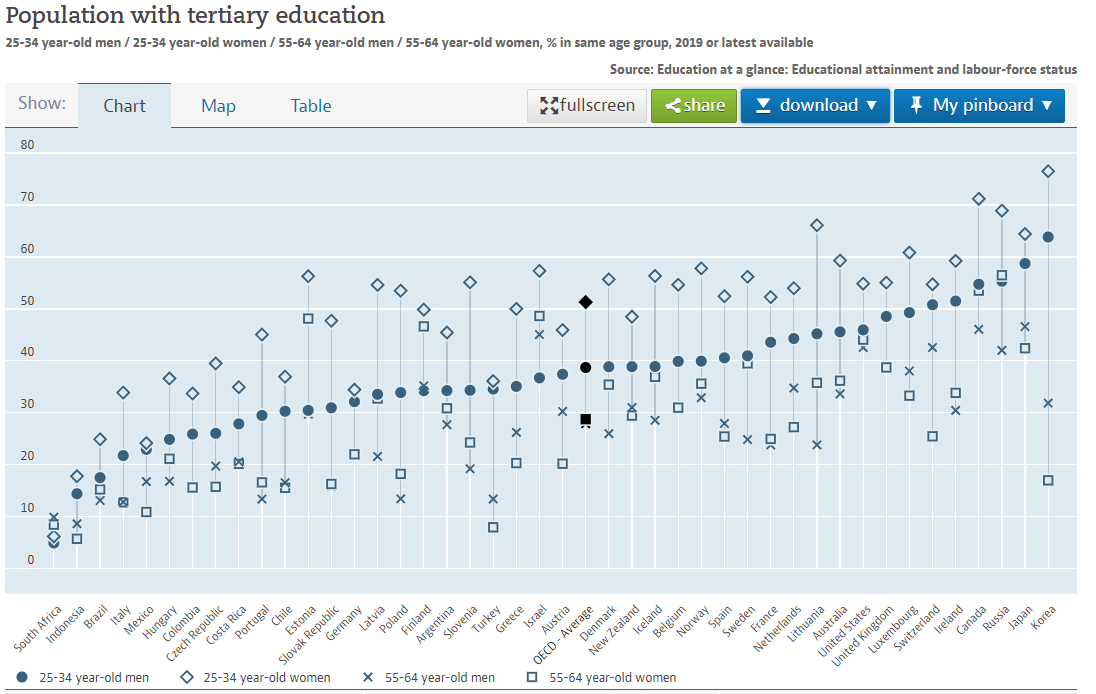 Population with tertiary education
25-34 year-old men / 25-34 year-old women / 55-64 year-old men / 55-64 year-old women, % in same age group, 2019 or latest available
Source: Education at a glance: Educational attainment and labour-force status
Show: Chart Map Table fullscreen share download ▼ My pinboard ▼
80
70
60
50
40
30
20
10
0
South Africa
Indonesia
Brazil
Italy
Mexico
Hungary
Colombia
Czech Republic
Costa Rica
Portugal
Chile
Estonia
Slovak Republic
Germany
Latvia
Poland
Finland
Argentina
Slovenia
Turkey
Greece
Israel
Austria
OECD - Average
Denmark
New Zealand
Iceland
Belgium
Norway
Spain
Sweden
France
Netherlands
Lithuania
Australia
United States
United Kingdom
Luxembourg
Switzerland
Ireland
Canada
Russia
Japan
Korea
25-34 year-old men 25-34 year-old women 55-64 year-old men 55-64 year-old women